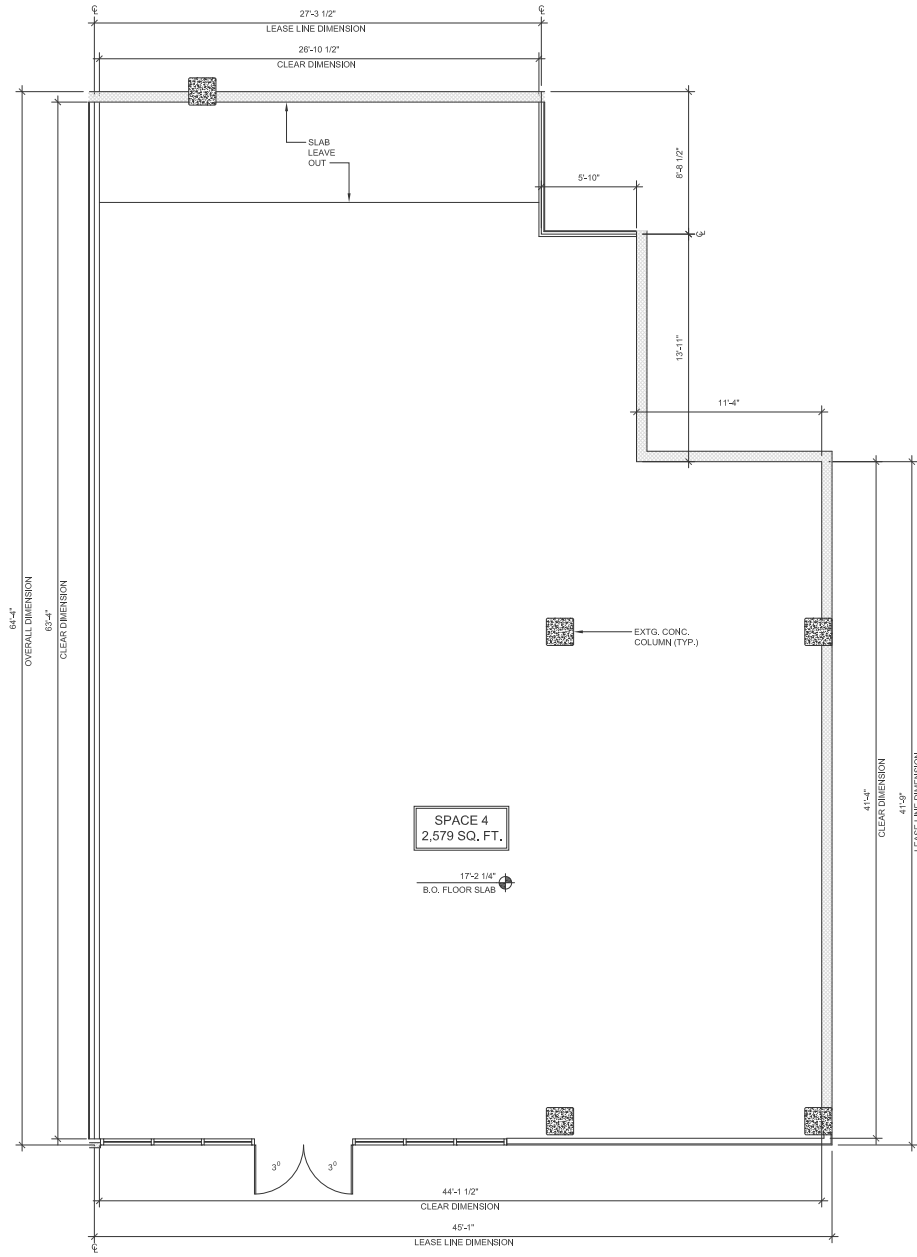 27'-3 1/2"
LEASE LINE DIMENSION
26'-10 1/2"
CLEAR DIMENSION
SLAB
LEAVE
OUT
5'-10"
8'-8 1/2"
13'-11"
11'-4"
64'-4"
OVERALL DIMENSION
63'-4"
CLEAR DIMENSION
EXTG. CONC.
COLUMN (TYP.)
41'-4"
CLEAR DIMENSION
41'-9"
LEASE LINE DIMENSION
SPACE 4
2,579 SQ. FT.
17'-2 1/4"
B.O. FLOOR SLAB
3⁰
3⁰
44'-1 1/2"
CLEAR DIMENSION
45'-1"
LEASE LINE DIMENSION